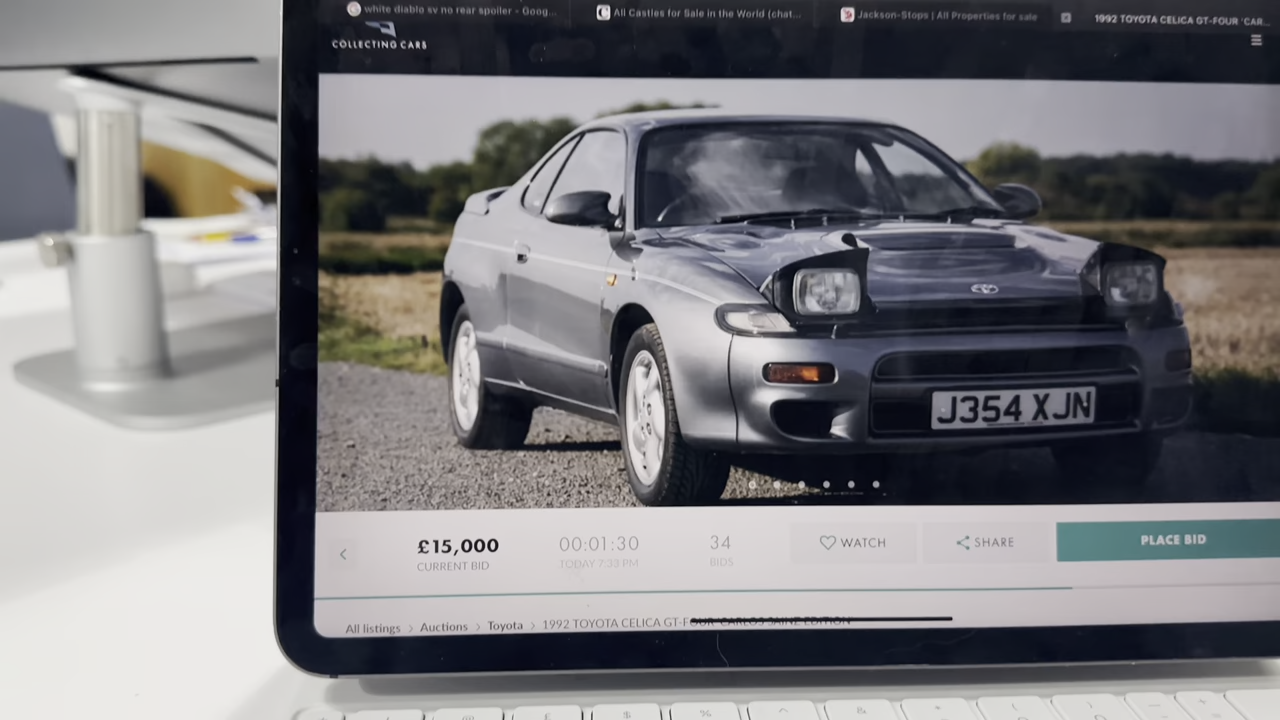 white diablo sv no rear spoiler - Goog...
All Castles for Sale in the World (chat...
Jackson-Stops | All Properties for sale
1992 TOYOTA CELICA GT-FOUR 'CAR...
COLLECTING CARS
J354 XJN
£15,000
CURRENT BID
00:01:30
TODAY 7:33 PM
34
BIDS
WATCH
SHARE
PLACE BID
All listings > Auctions > Toyota > 1992 TOYOTA CELICA GT-FOUR 'CARLOS SAINZ EDITION'
£
$
%
^
&